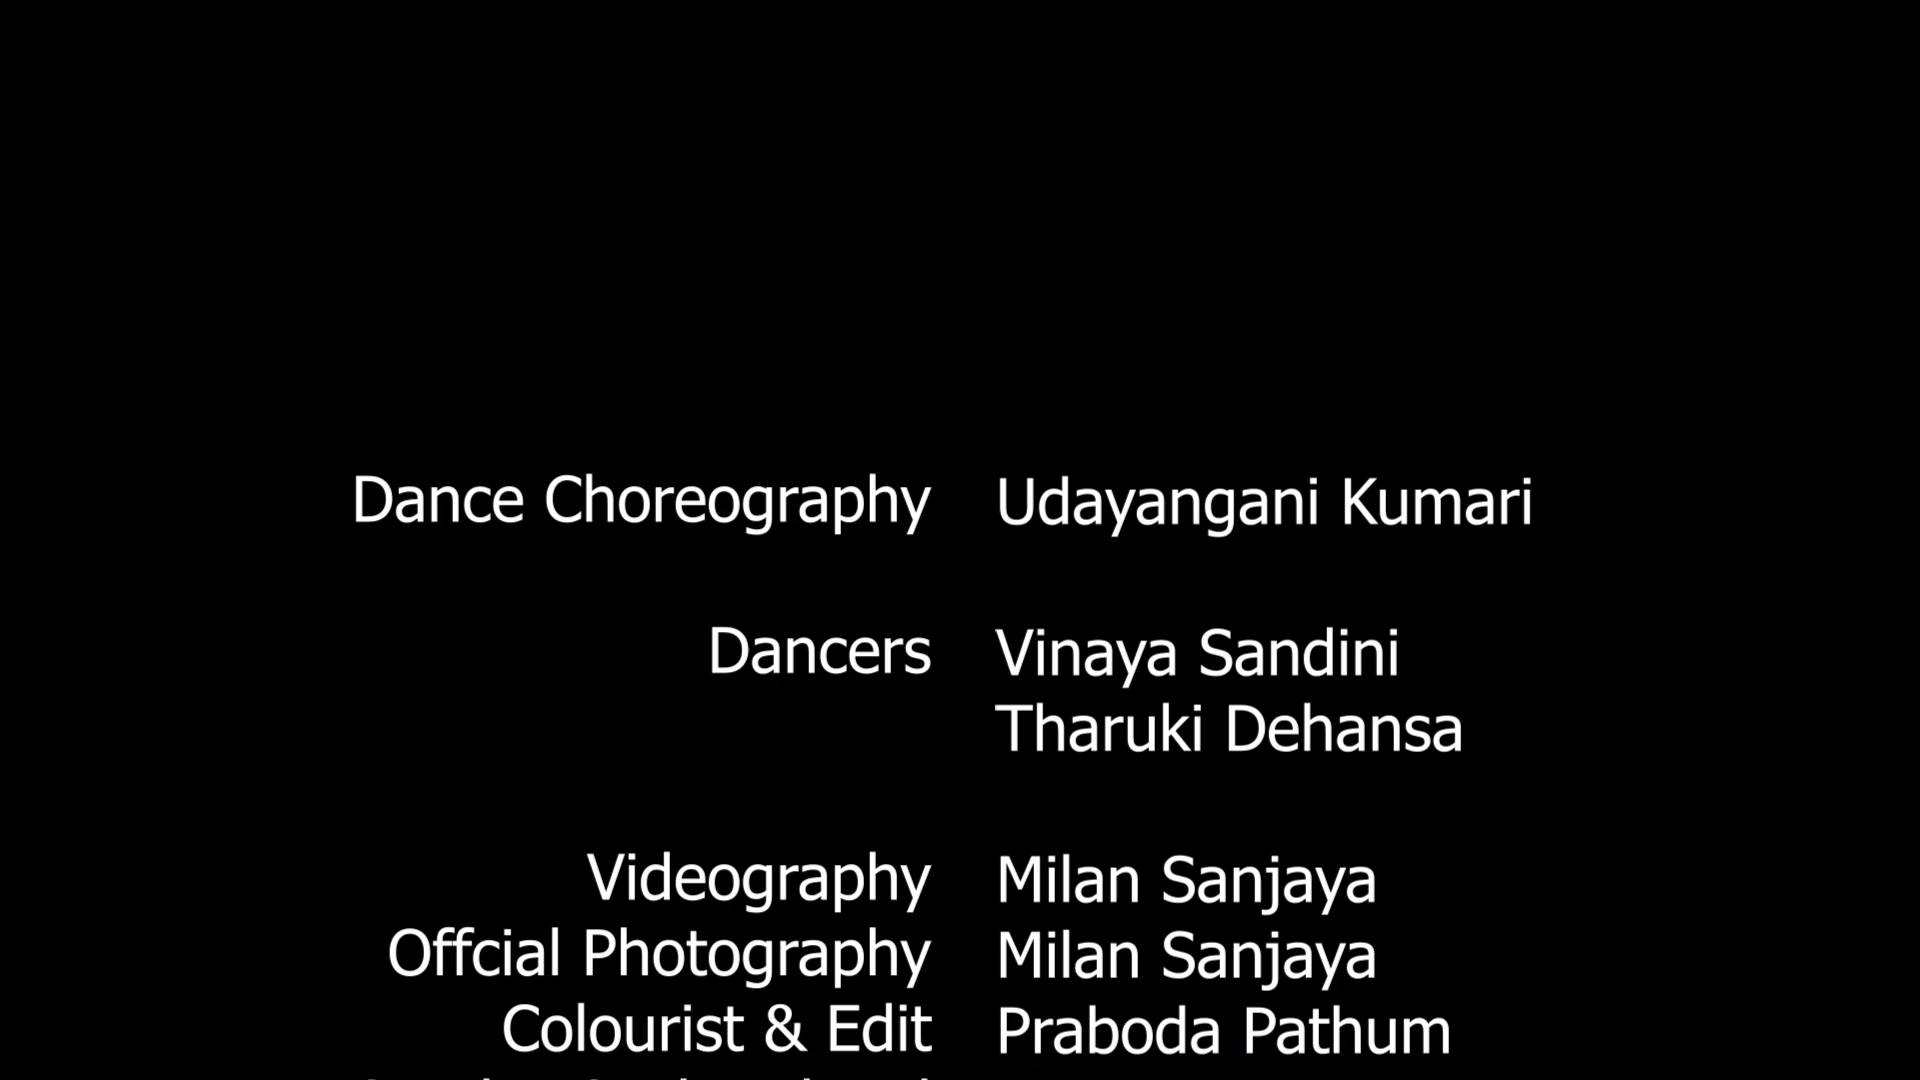 Dance Choreography Udayangani Kumari
Dancers Vinaya Sandini
Tharuki Dehansa
Videography Milan Sanjaya
Offcial Photography Milan Sanjaya
Colourist & Edit Praboda Pathum